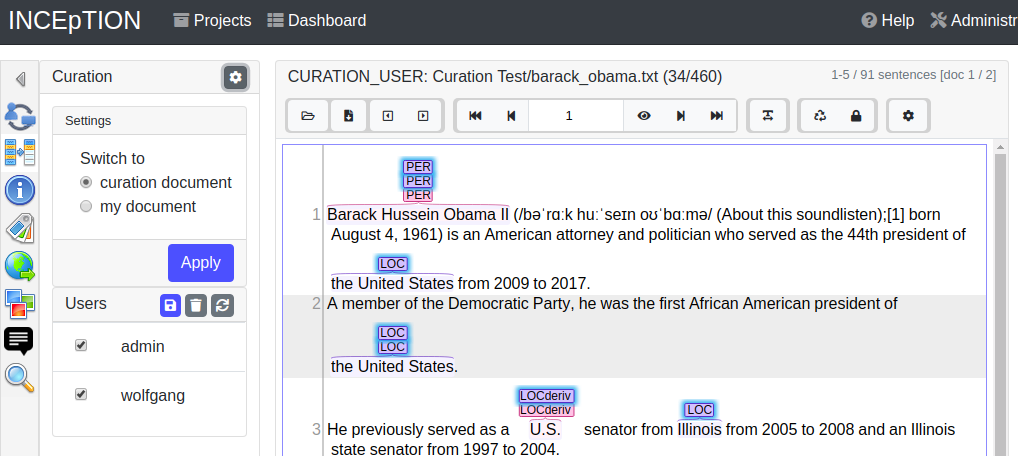 INCEpTION Projects Dashboard Help Administr
Curation
Settings
Switch to
curation document
my document
Apply
Users
admin
wolfgang
CURATION_USER: Curation Test/barack_obama.txt (34/460)
1-5 / 91 sentences [doc 1 / 2]
1
PER
PER
PER
1 Barack Hussein Obama II (/bəˈrɑːk huːˈseɪn oʊˈbɑːmə/ (About this soundlisten);[1] born
August 4, 1961) is an American attorney and politician who served as the 44th president of
LOC
the United States from 2009 to 2017.
2 A member of the Democratic Party, he was the first African American president of
LOC
LOC
the United States.
LOCderiv
LOCderiv LOC
3 He previously served as a U.S. senator from Illinois from 2005 to 2008 and an Illinois
state senator from 1997 to 2004.